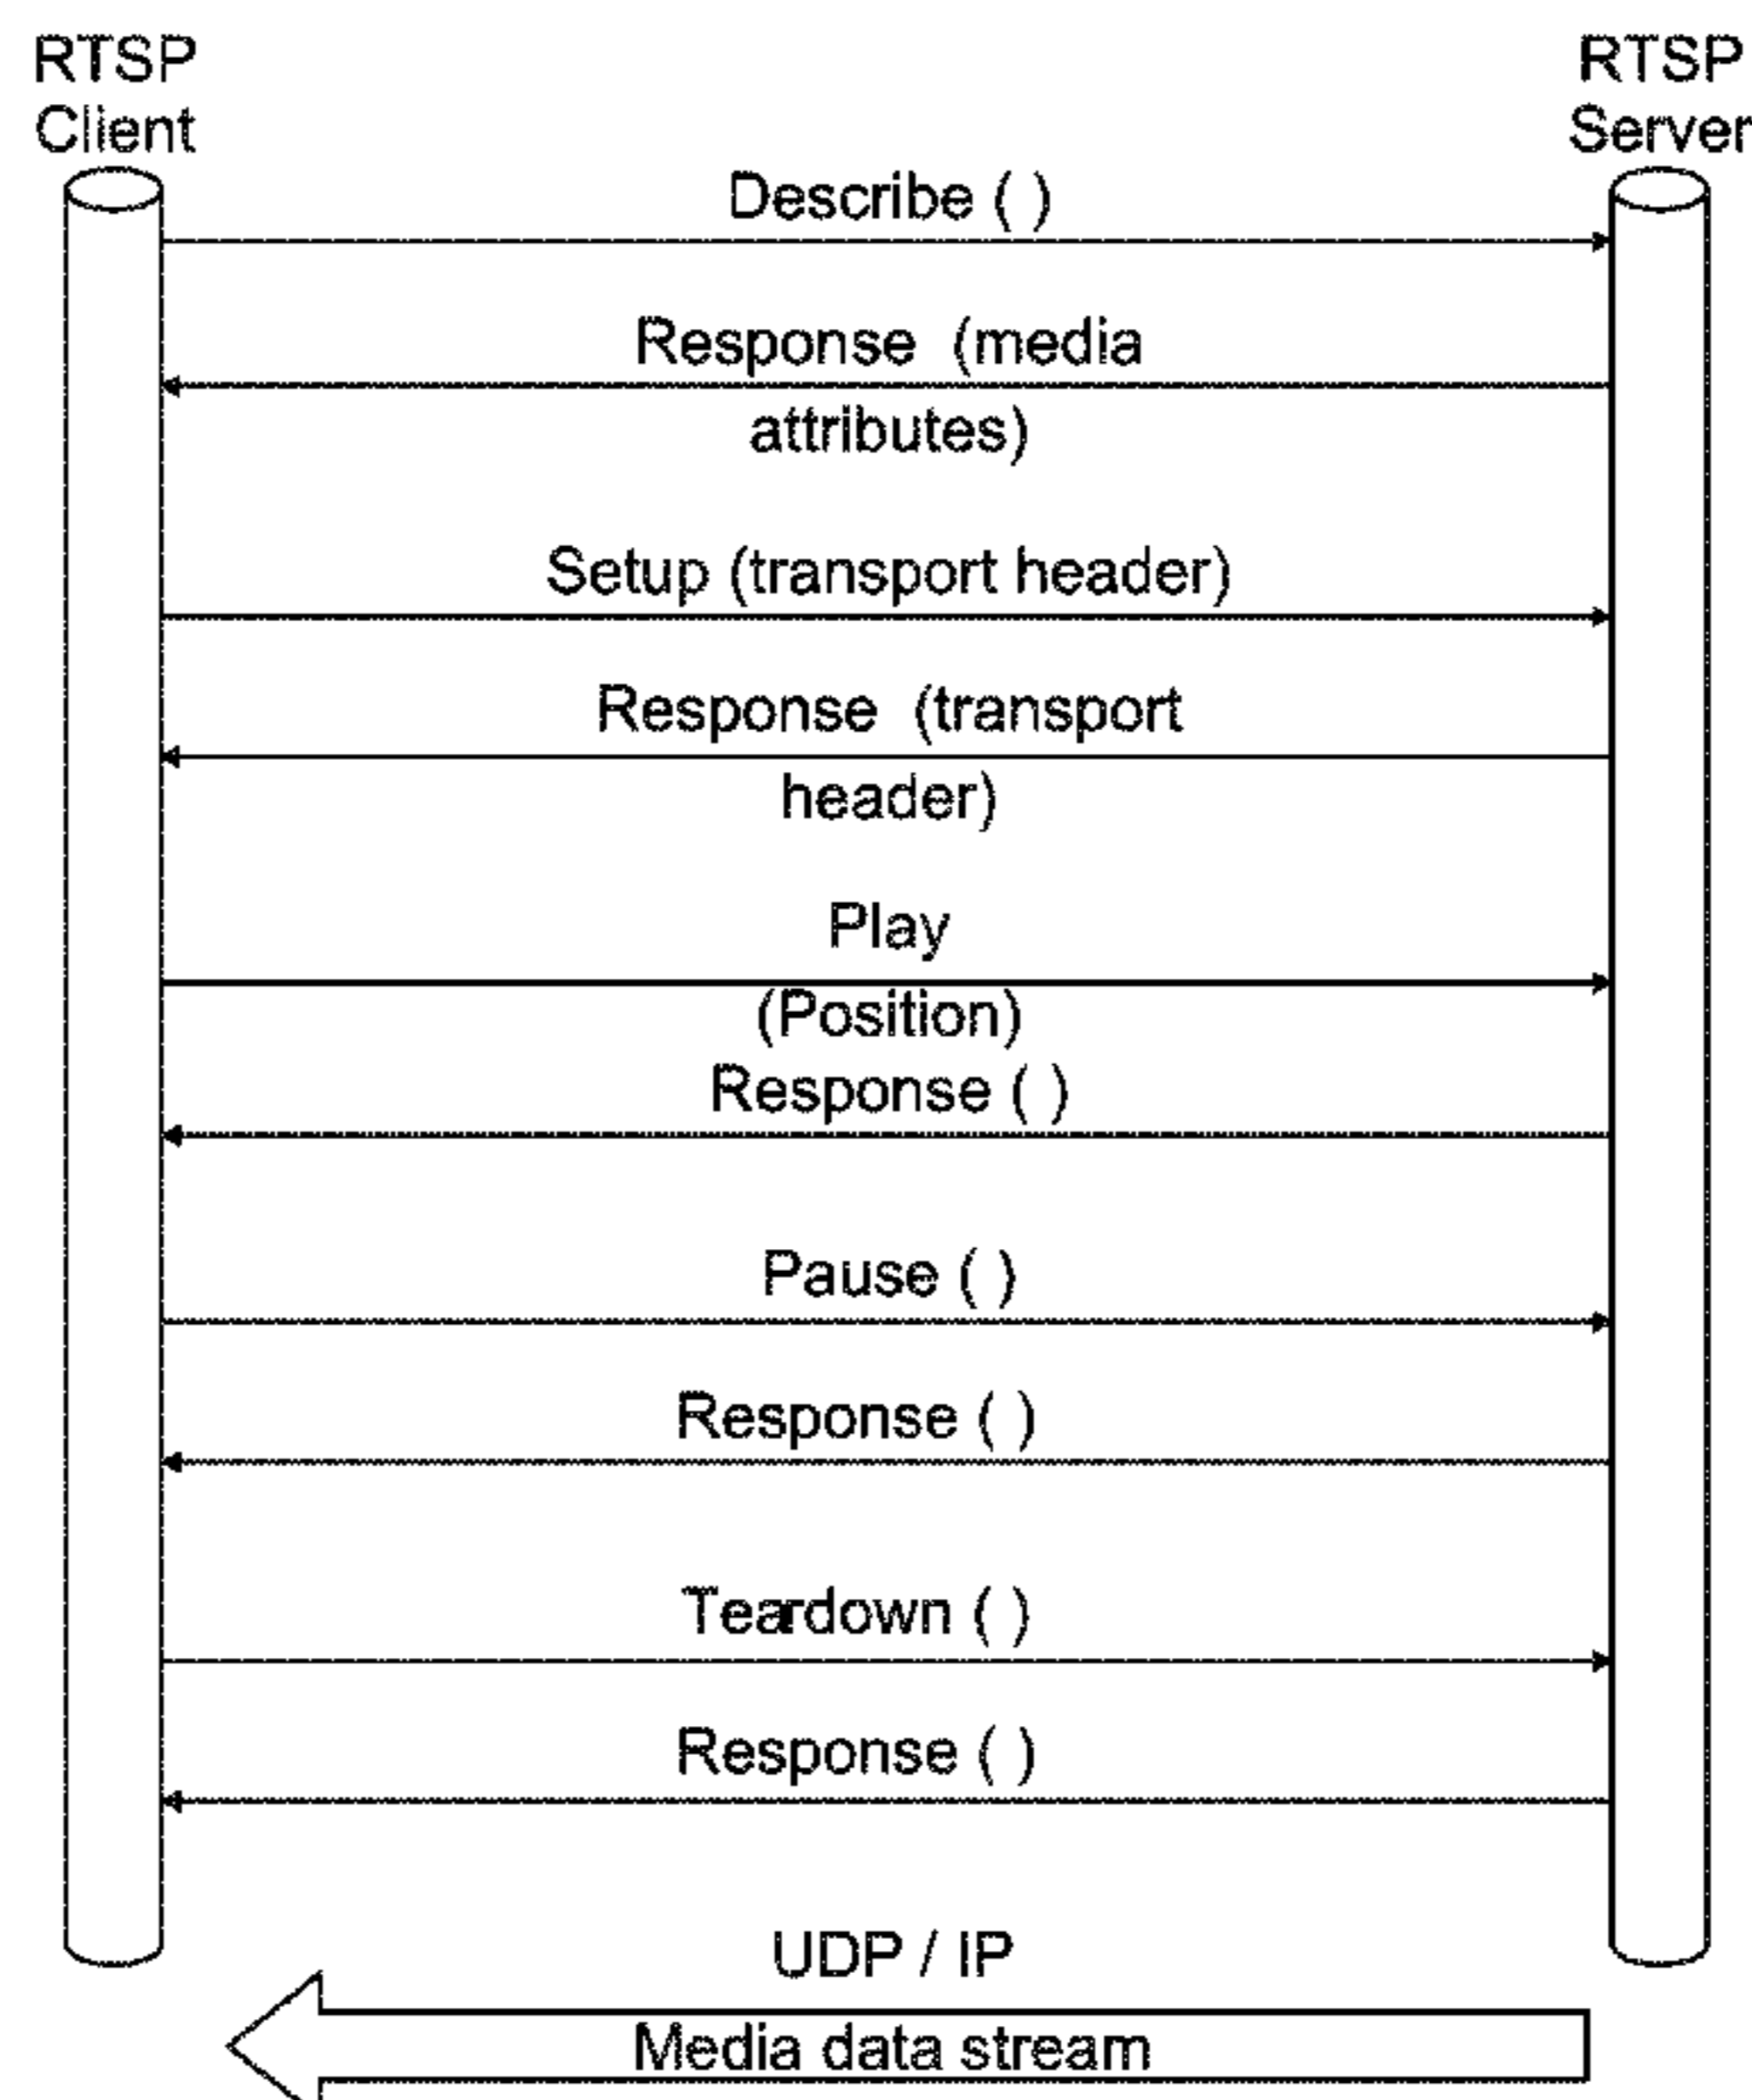 RTSP
Client
RTSP
Server
Describe ( )
Response (media
attributes)
Setup (transport header)
Response (transport
header)
Play
(Position)
Response ( )
Pause ( )
Response ( )
Teardown ( )
Response ( )
UDP / IP
Media data stream